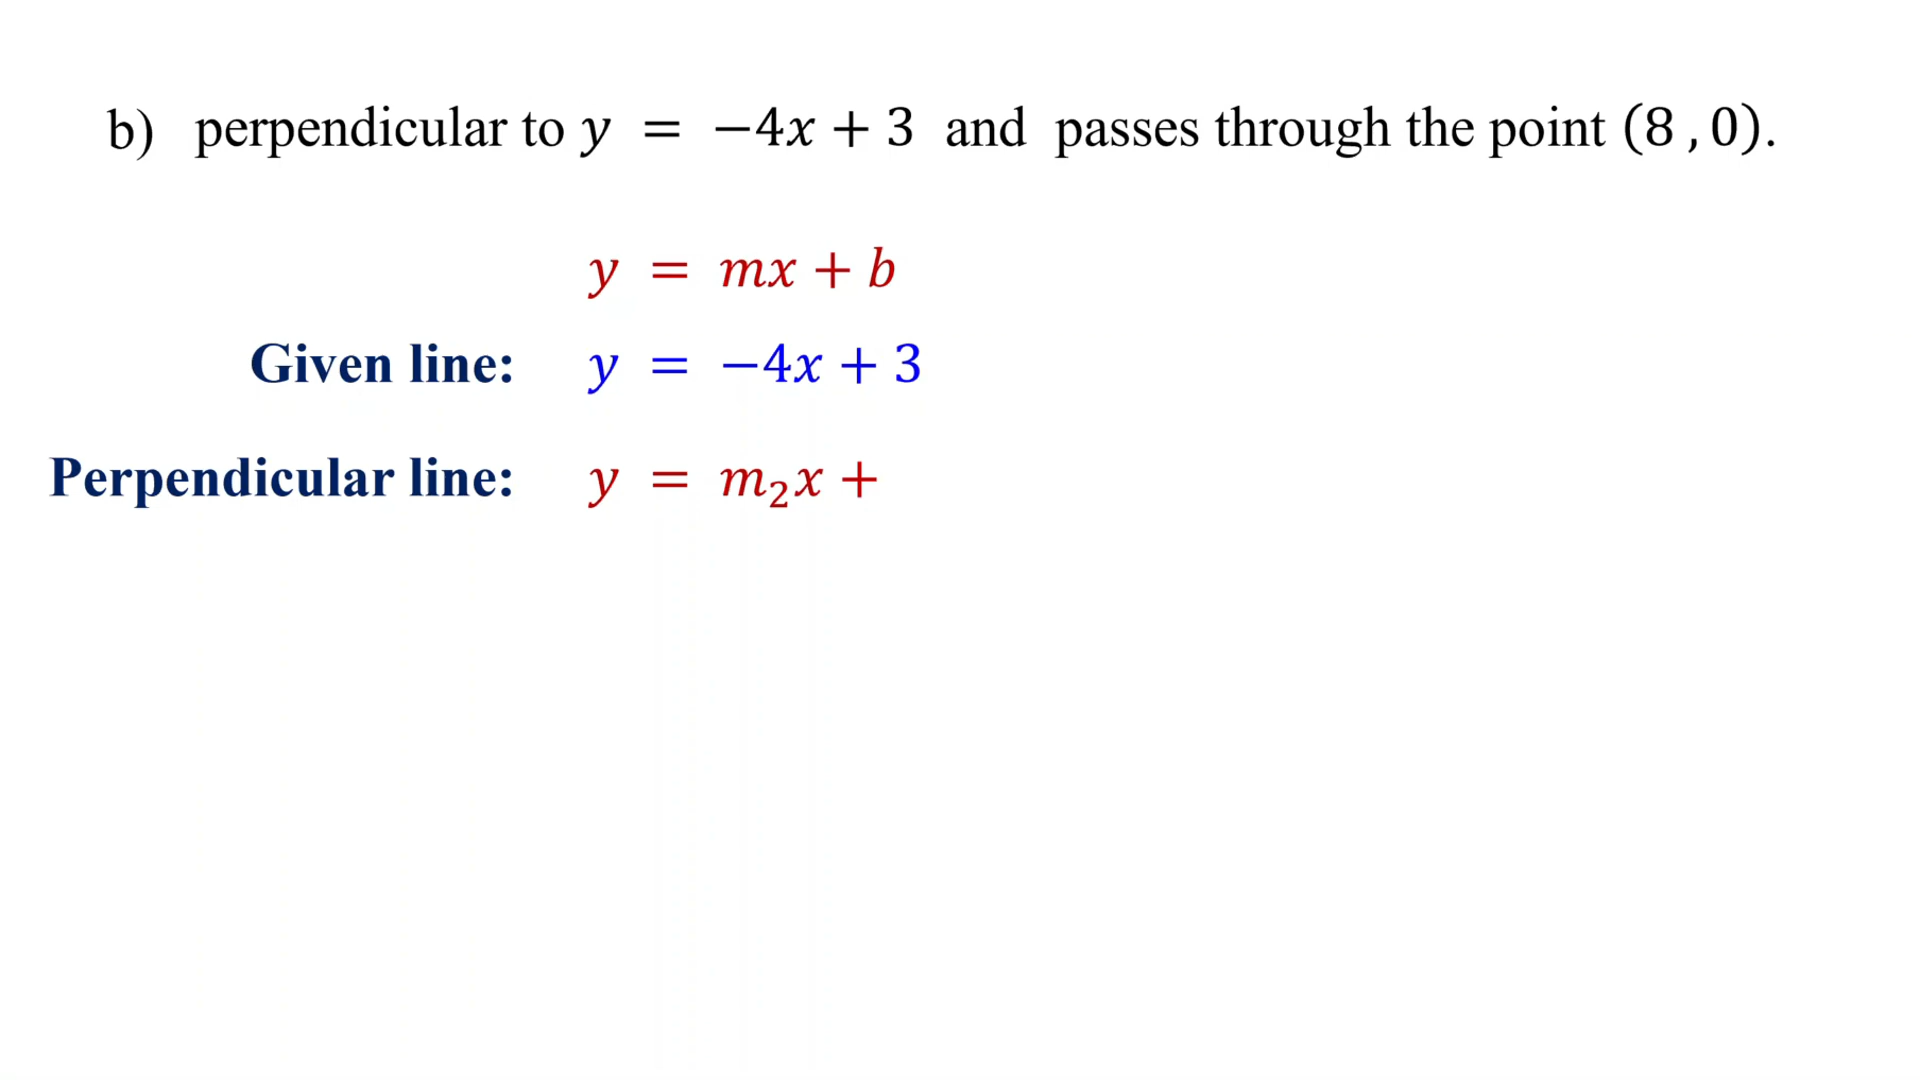 b) perpendicular to y = −4x + 3 and passes through the point (8 ,0).
y = mx + b
Given line: y = −4x + 3
Perpendicular line: y = m₂x +